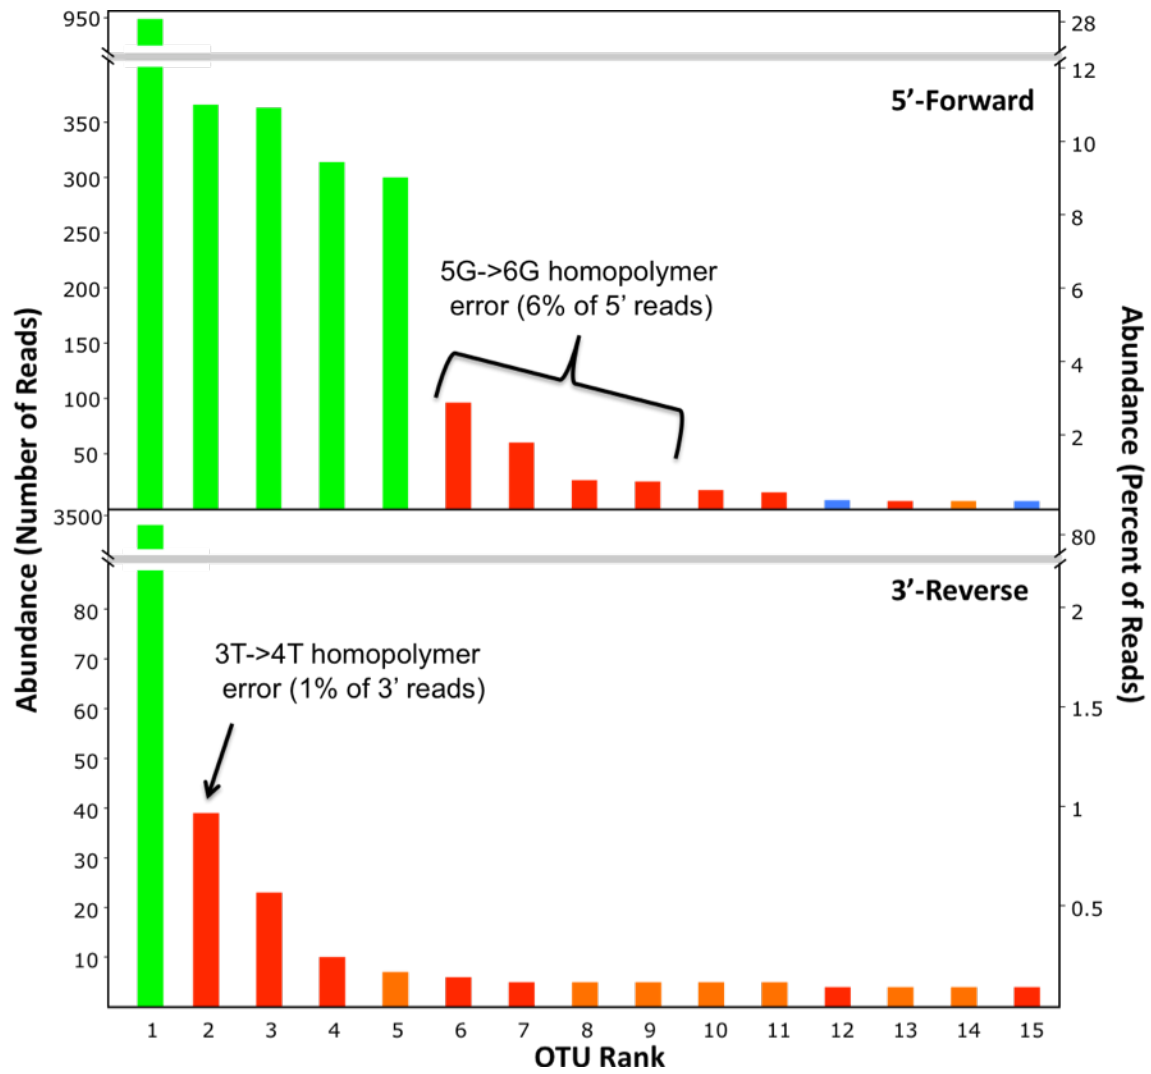 950
28
12
5’-Forward
350
10
300
8
250
5G->6G homopolymer
error (6% of 5’ reads)
200
6
150
4
100
2
50
Abundance (Number of Reads)
Abundance (Percent of Reads)
3500
80
3’-Reverse
80
2
3T->4T homopolymer
error (1% of 3’ reads)
70
60
1.5
50
40
1
30
20
0.5
10
1 2 3 4 5 6 7 8 9 10 11 12 13 14 15
OTU Rank